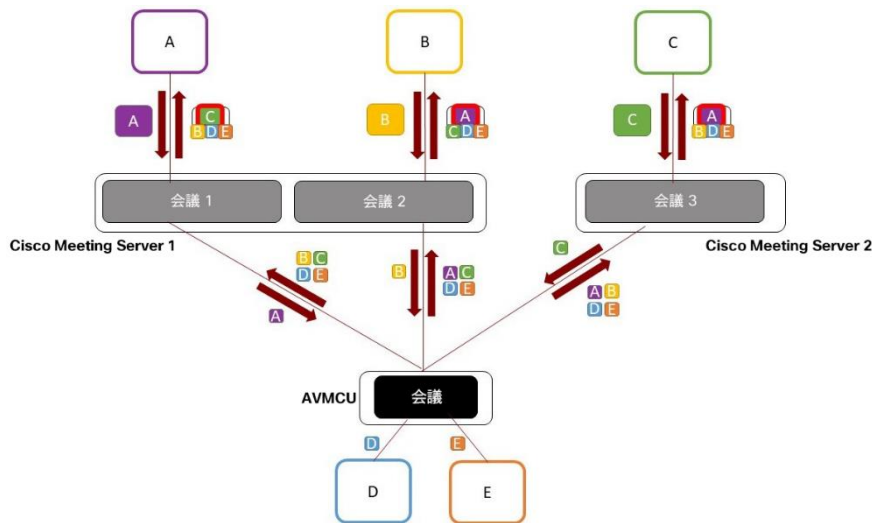 A
B
C
A
C
B D E
B
A
C D E
C
A
B D E
会議 1
会議 2
会議 3
Cisco Meeting Server 1
Cisco Meeting Server 2
B C
D E
A
B
A C
D E
C
A B
D E
AVMCU
会議
D
E
D
E